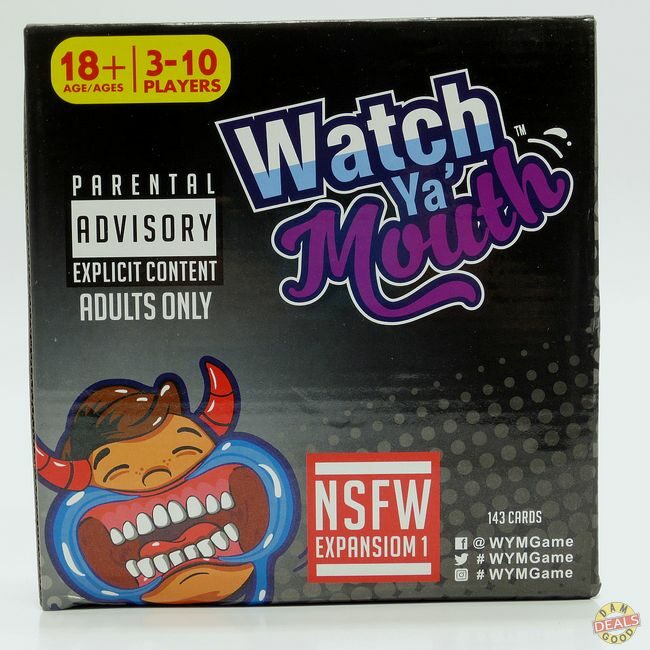 18+ | 3-10
AGE/AGES PLAYERS
Watch
Ya'
Mouth
TM
PARENTAL
ADVISORY
EXPLICIT CONTENT
ADULTS ONLY
NSFW
EXPANSIOM 1
143 CARDS
@WYMGame
#WYMGame
#WYMGame
DAM
DEALS
GOOD